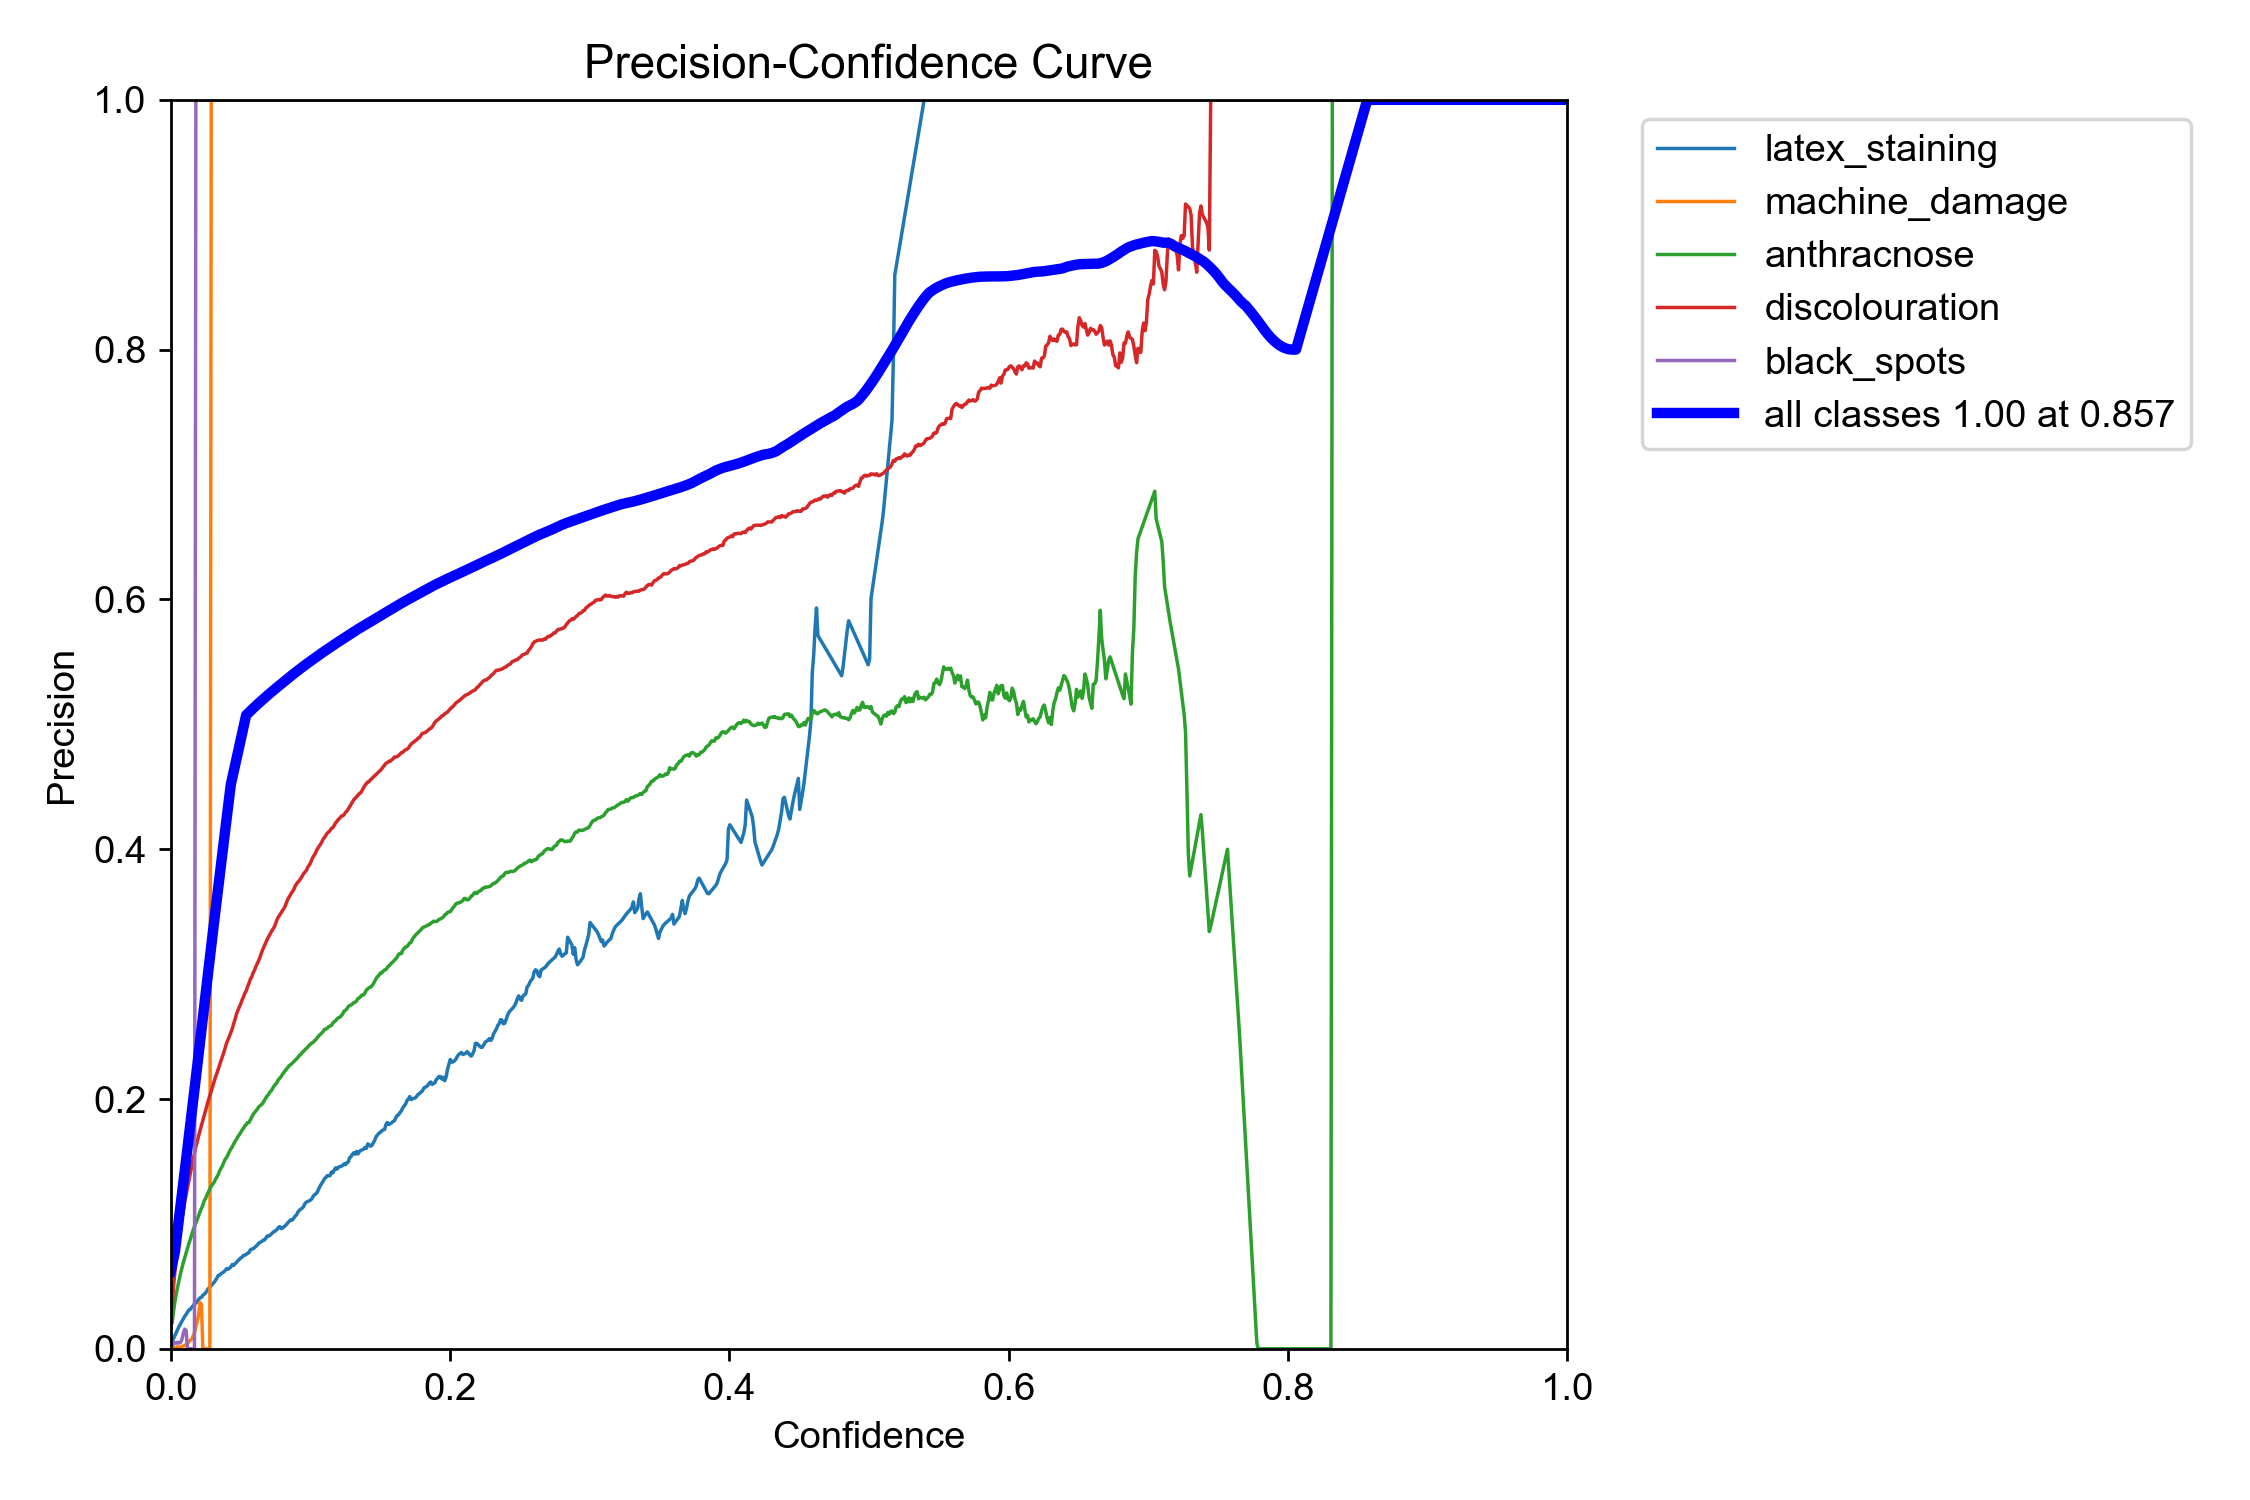 Precision-Confidence Curve
1.0
0.8
0.6
0.4
0.2
0.0
Precision
0.0 0.2 0.4 0.6 0.8 1.0
Confidence
latex_staining
machine_damage
anthracnose
discolouration
black_spots
all classes 1.00 at 0.857